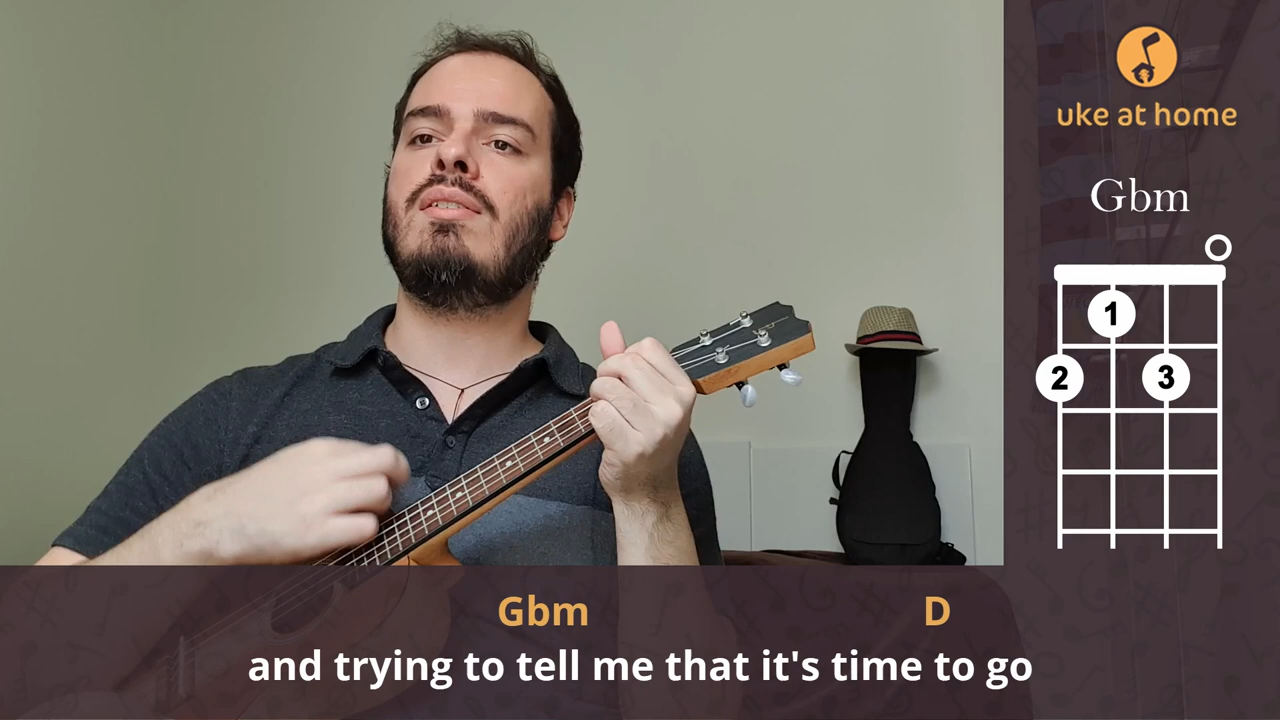 uke at home
Gbm
1
2 3
Gbm D
and trying to tell me that it's time to go